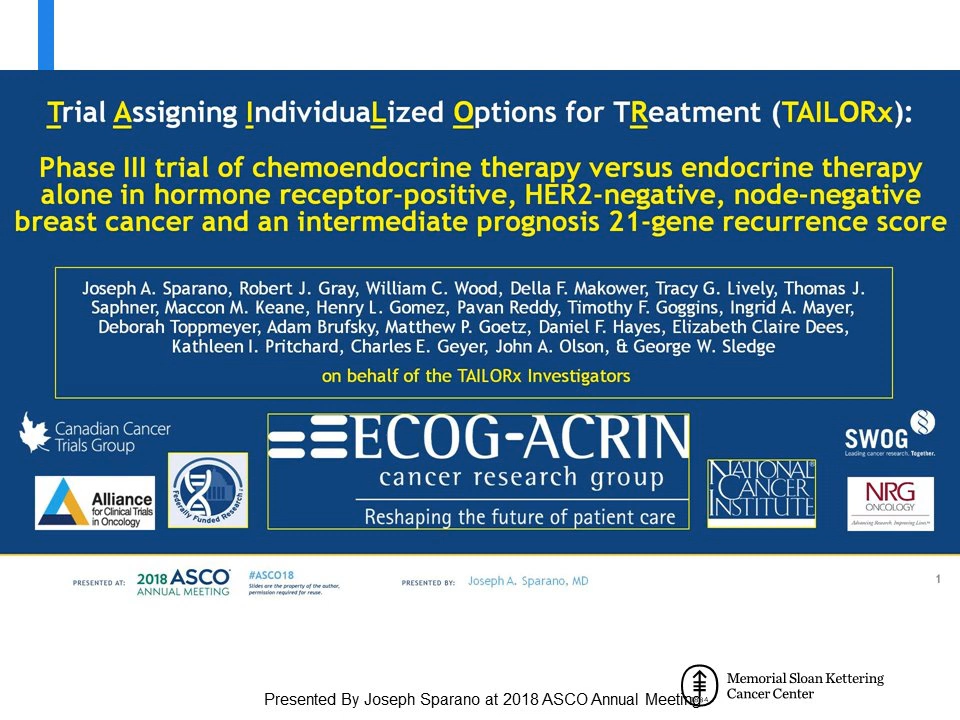 Trial Assigning IndividuaLized Options for TReatment (TAILORx):
Phase III trial of chemoendocrine therapy versus endocrine therapy
alone in hormone receptor-positive, HER2-negative, node-negative
breast cancer and an intermediate prognosis 21-gene recurrence score
Joseph A. Sparano, Robert J. Gray, William C. Wood, Della F. Makower, Tracy G. Lively, Thomas J.
Saphner, Maccon M. Keane, Henry L. Gomez, Pavan Reddy, Timothy F. Goggins, Ingrid A. Mayer,
Deborah Toppmeyer, Adam Brufsky, Matthew P. Goetz, Daniel F. Hayes, Elizabeth Claire Dees,
Kathleen I. Pritchard, Charles E. Geyer, John A. Olson, & George W. Sledge
on behalf of the TAILORx Investigators
Canadian Cancer
Trials Group
Alliance
for Clinical Trials
in Oncology
Federally Funded Research
ECOG-ACRIN
cancer research group
Reshaping the future of patient care
NATIONAL
CANCER
INSTITUTE
SWOG
Leading cancer research. Together.
NRG
ONCOLOGY
Advancing Research. Improving Lives.™
PRESENTED AT:
2018 ASCO®
ANNUAL MEETING
#ASCO18
Slides are the property of the author,
permission required for reuse.
PRESENTED BY:
Joseph A. Sparano, MD
1
Memorial Sloan Kettering
Cancer Center
Presented By Joseph Sparano at 2018 ASCO Annual Meeting